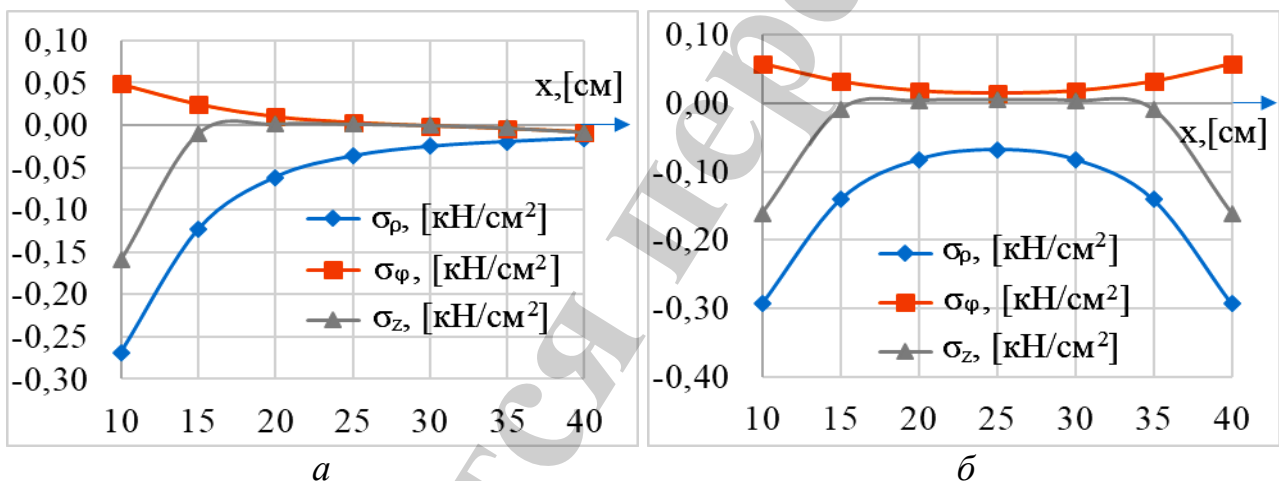 0,10
0,05
0,00
-0,05
-0,10
-0,15
-0,20
-0,25
-0,30
10 15 20 25 30 35 40
x,[см]
σρ, [кН/см²]
σφ, [кН/см²]
σz, [кН/см²]
а
0,10
0,00
-0,10
-0,20
-0,30
-0,40
10 15 20 25 30 35 40
x,[см]
σρ, [кН/см²]
σφ, [кН/см²]
σz, [кН/см²]
б